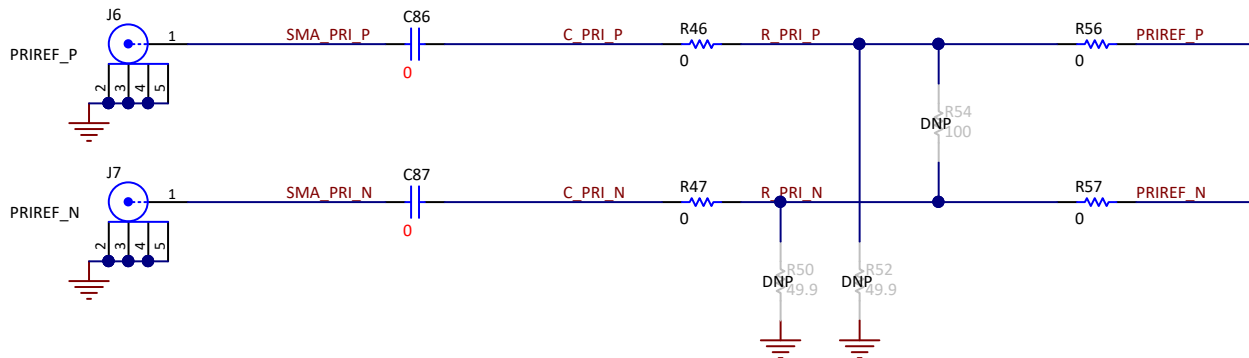 J6
PRIREF_P
1
2
3
4
5
SMA_PRI_P
C86
0
C_PRI_P
R46
0
R_PRI_P
R56
0
PRIREF_P
R54
DNP
100
J7
PRIREF_N
1
2
3
4
5
SMA_PRI_N
C87
0
C_PRI_N
R47
0
R_PRI_N
R57
0
PRIREF_N
R50
DNP
49.9
R52
DNP
49.9